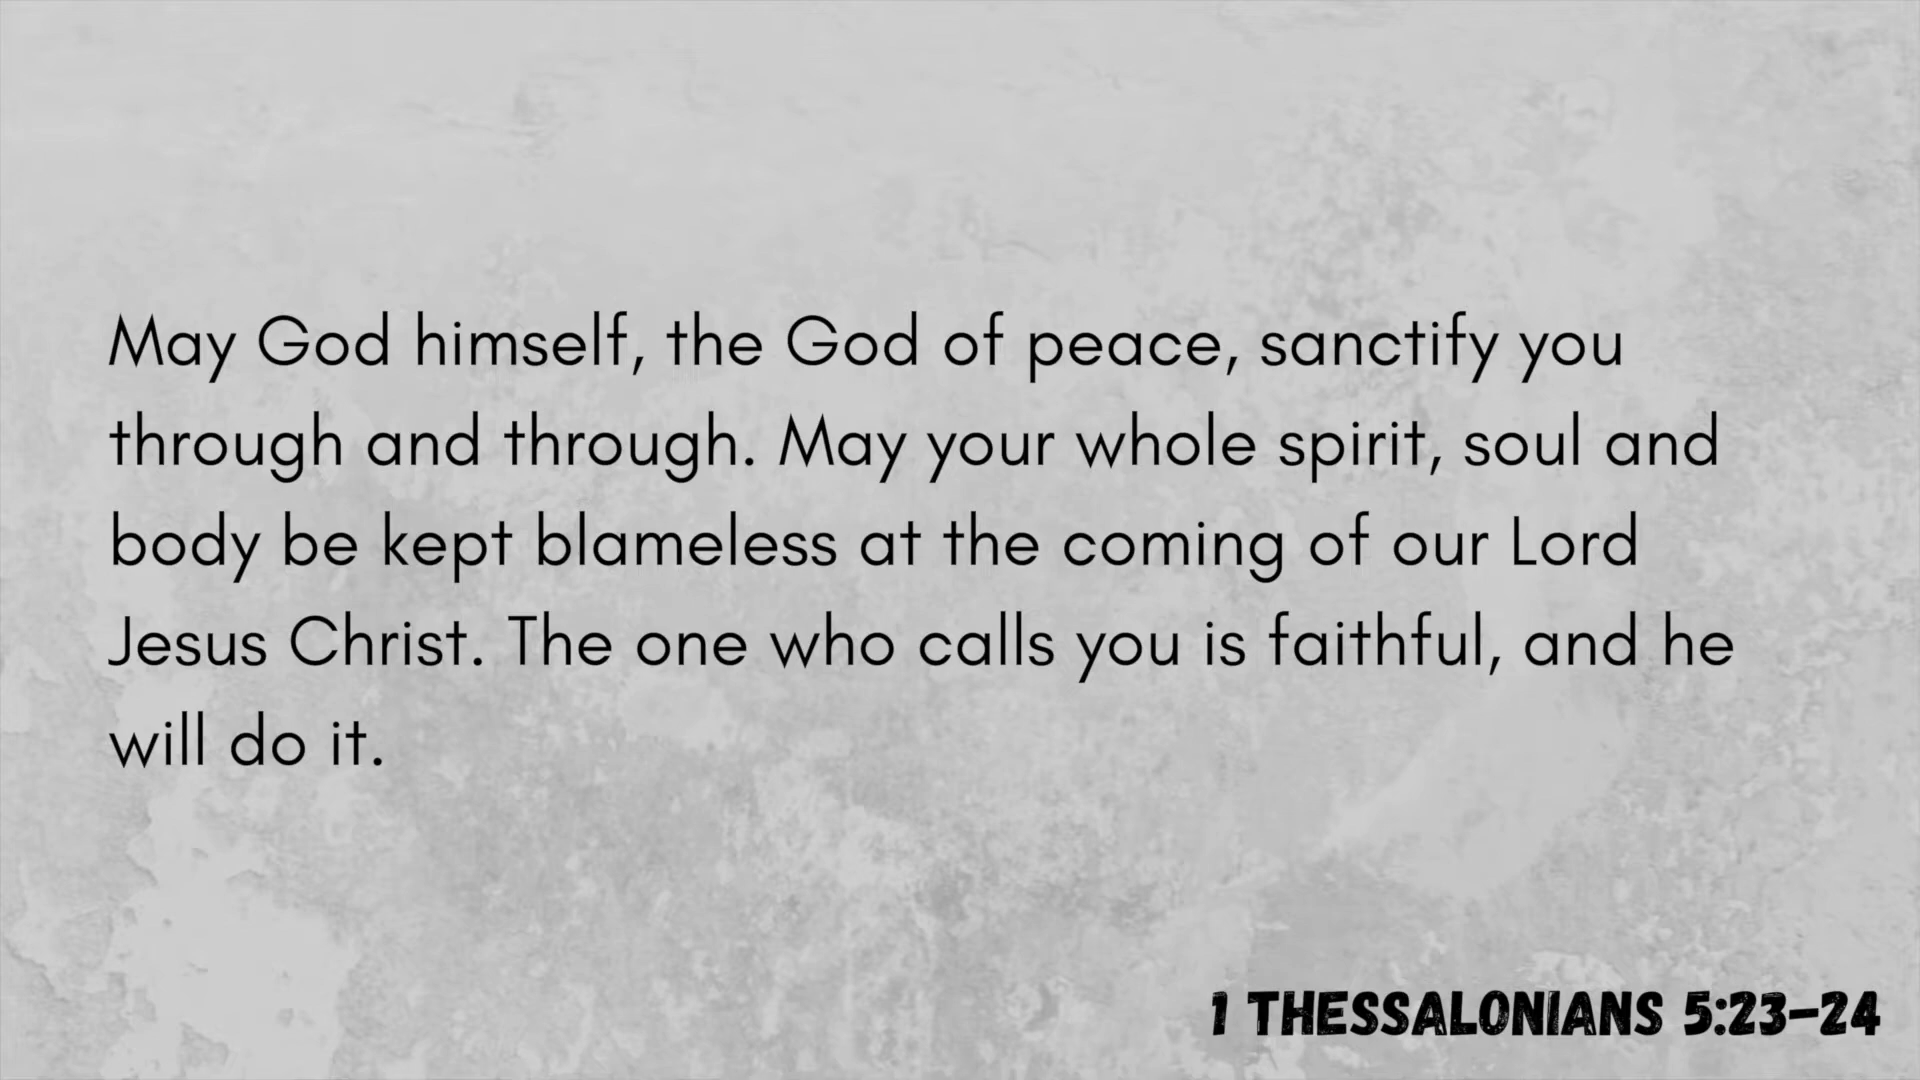 May God himself, the God of peace, sanctify you
through and through. May your whole spirit, soul and
body be kept blameless at the coming of our Lord
Jesus Christ. The one who calls you is faithful, and he
will do it.
1 THESSALONIANS 5:23–24